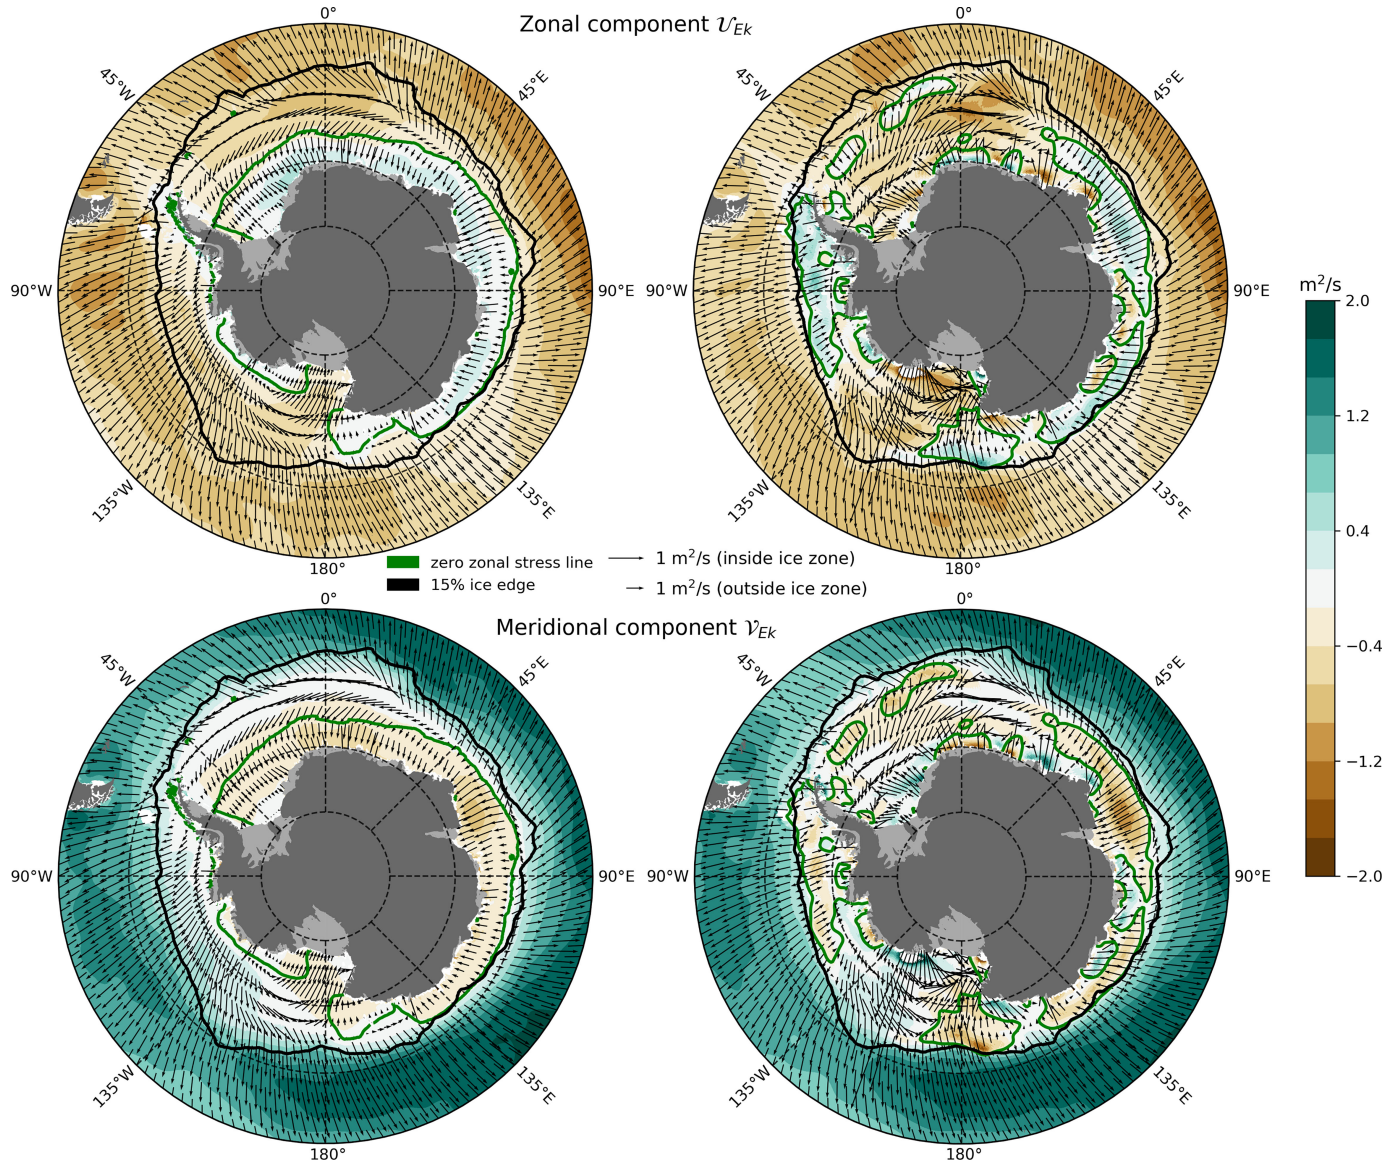 Zonal component 𝒰Ek
0° 0°
45°W 45°E 45°W 45°E
90°W 90°E 90°W 90°E
m²/s
2.0
1.2
0.4
−0.4
−1.2
−2.0
135°W 135°E 135°W 135°E
180° 180°
zero zonal stress line 1 m²/s (inside ice zone)
15% ice edge 1 m²/s (outside ice zone)
0° 0°
Meridional component 𝒱Ek
45°W 45°E 45°W 45°E
90°W 90°E 90°W 90°E
135°W 135°E 135°W 135°E
180° 180°